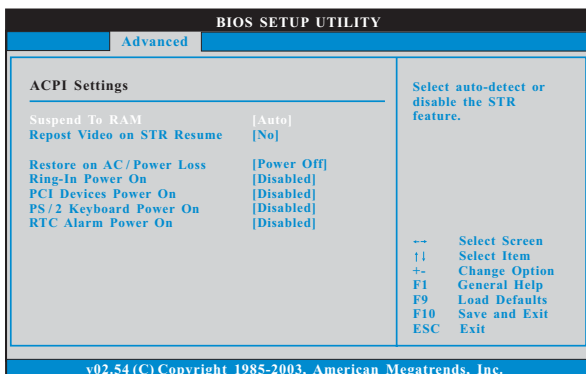 BIOS SETUP UTILITY
Advanced
ACPI Settings
Suspend To RAM [Auto]
Repost Video on STR Resume [No]
Restore on AC/Power Loss [Power Off]
Ring-In Power On [Disabled]
PCI Devices Power On [Disabled]
PS/2 Keyboard Power On [Disabled]
RTC Alarm Power On [Disabled]
Select auto-detect or
disable the STR
feature.
↔ Select Screen
↑↓ Select Item
+- Change Option
F1 General Help
F9 Load Defaults
F10 Save and Exit
ESC Exit
v02.54 (C) Copyright 1985-2003, American Megatrends, Inc.